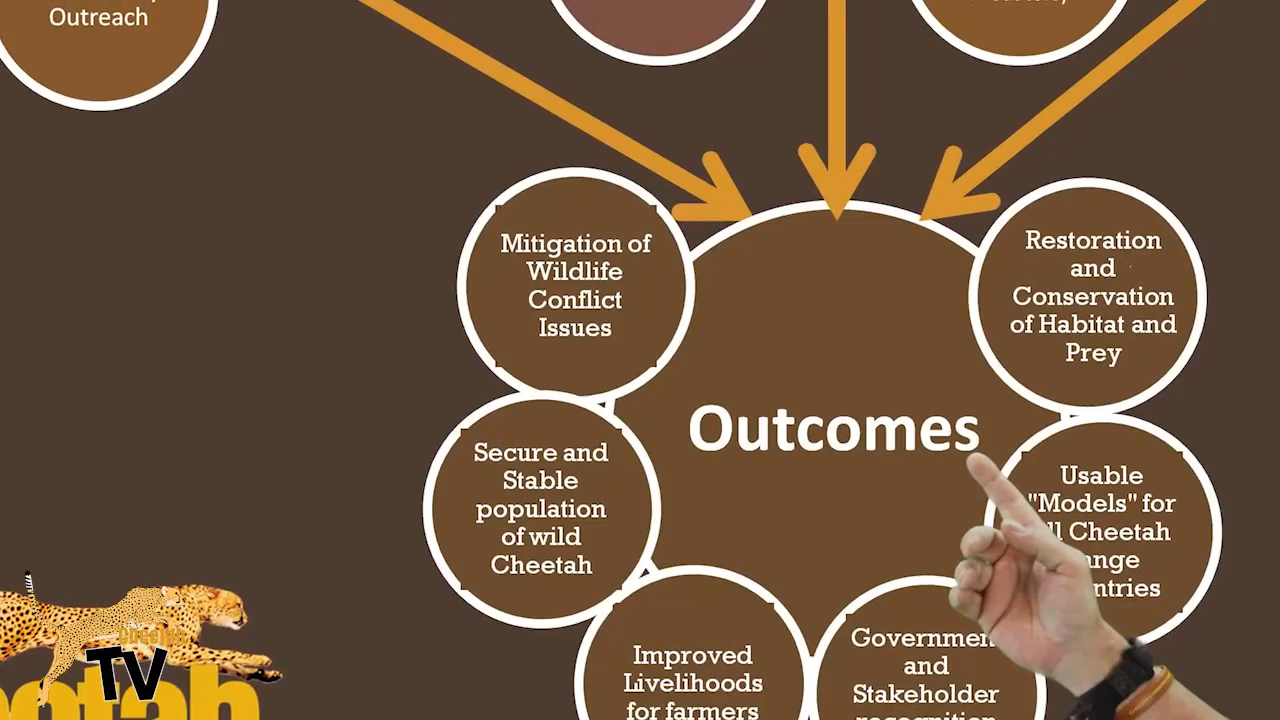 Outreach
Mitigation of
Wildlife
Conflict
Issues
Restoration
and
Conservation
of Habitat and
Prey
Outcomes
Secure and
Stable
population
of wild
Cheetah
Usable
"Models" for
Cheetah
Improved
Livelihoods
for farmers
and
Stakeholder
recognition
TV